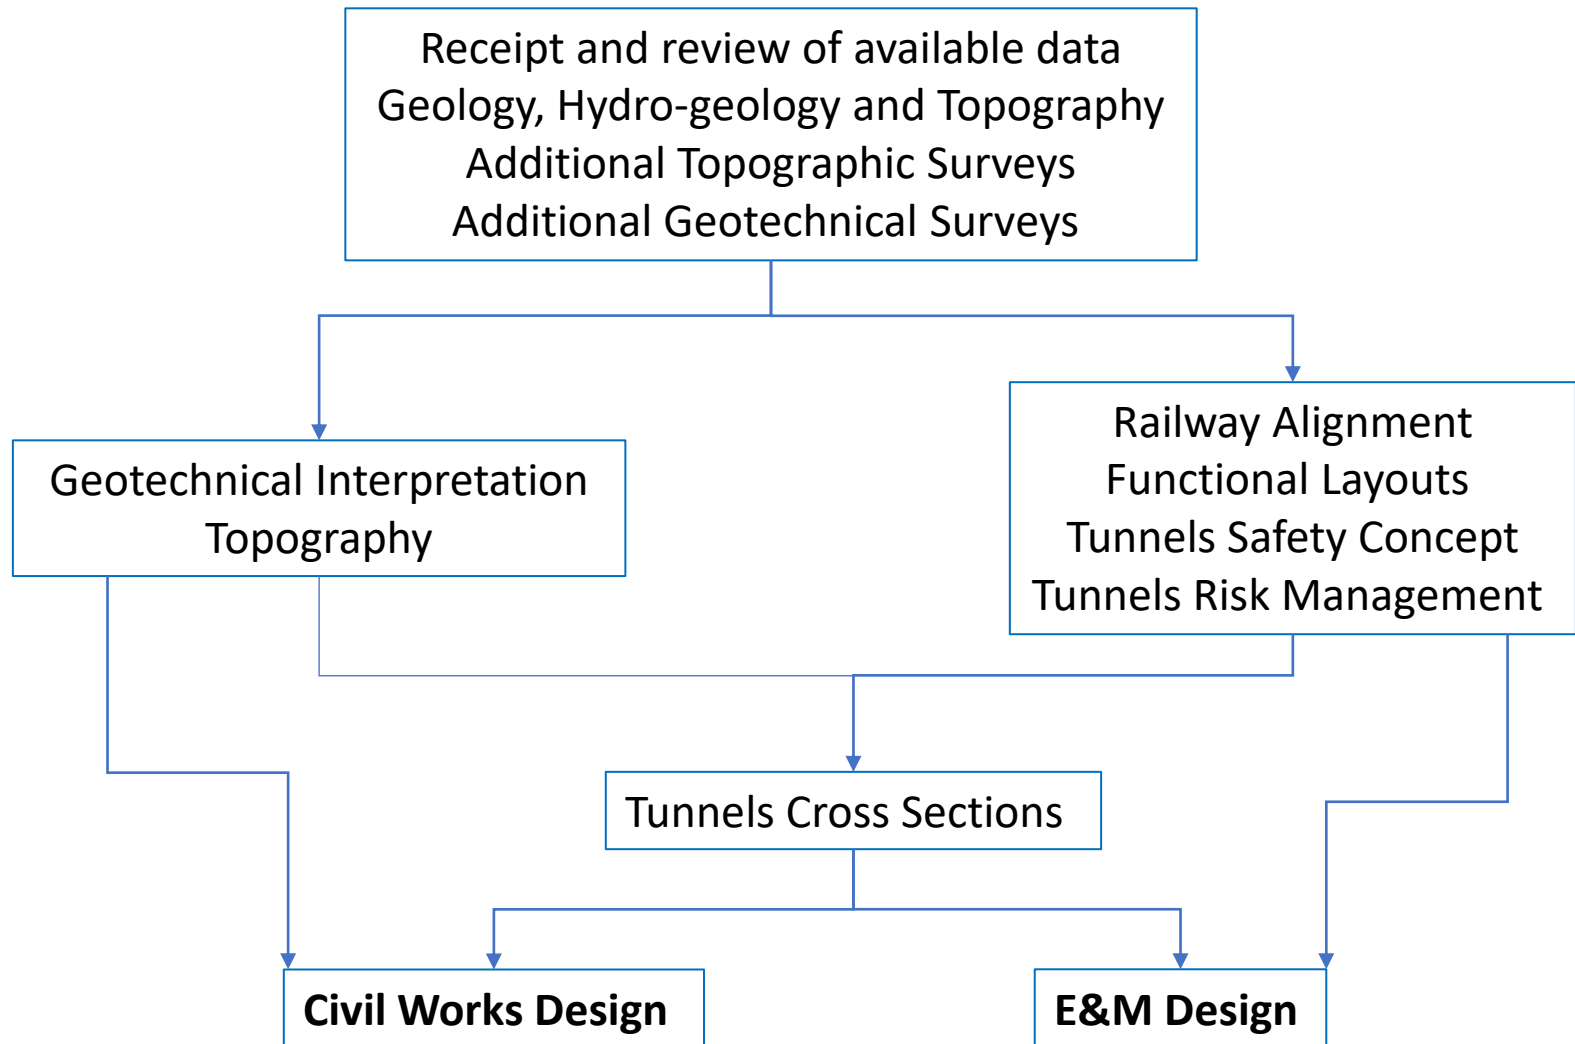 Receipt and review of available data
Geology, Hydro-geology and Topography
Additional Topographic Surveys
Additional Geotechnical Surveys
Geotechnical Interpretation
Topography
Railway Alignment
Functional Layouts
Tunnels Safety Concept
Tunnels Risk Management
Tunnels Cross Sections
Civil Works Design
E&M Design